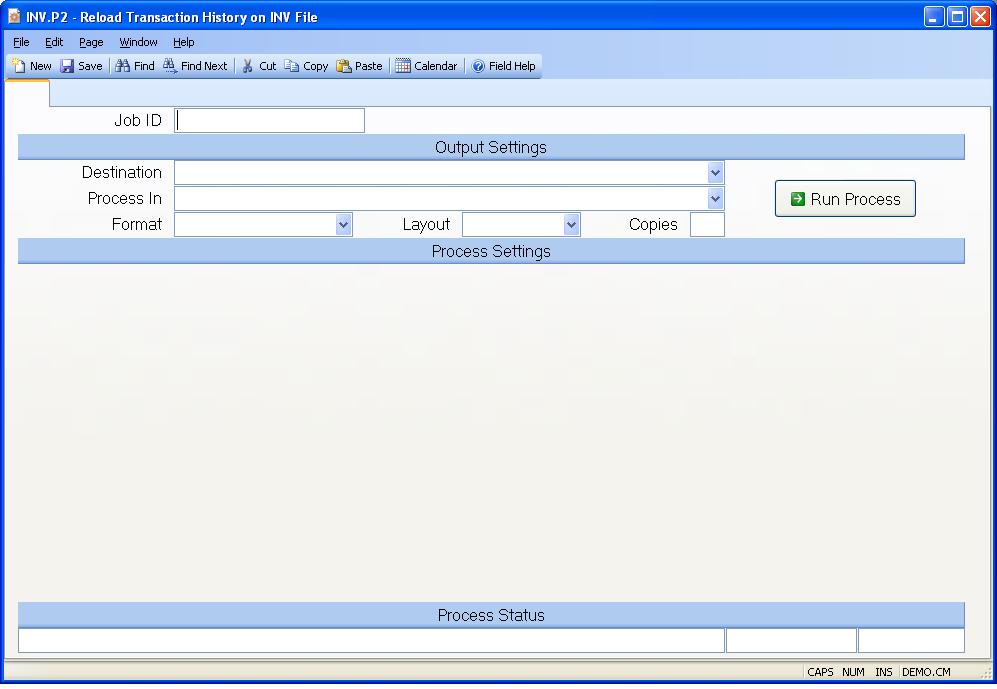 INV.P2 - Reload Transaction History on INV File
File Edit Page Window Help
New Save Find Find Next Cut Copy Paste Calendar Field Help
Job ID
Output Settings
Destination
Process In
Run Process
Format Layout Copies
Process Settings
Process Status
CAPS NUM INS DEMO.CM